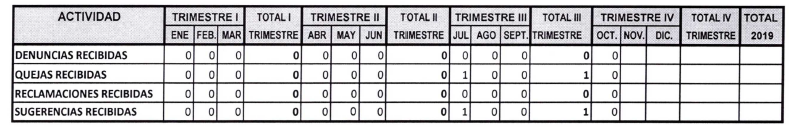 ACTIVIDAD TRIMESTRE I TOTAL I TRIMESTRE II TOTAL II TRIMESTRE III TOTAL III TRIMESTRE IV TOTAL IV TOTAL
ENE FEB. MAR TRIMESTRE ABR MAY JUN TRIMESTRE JUL AGO SEPT. TRIMESTRE OCT. NOV. DIC. TRIMESTRE 2019
DENUNCIAS RECIBIDAS 0 0 0 0 0 0 0 0 0 0 0 0 0
QUEJAS RECIBIDAS 0 0 0 0 0 0 0 0 1 0 0 1 0
RECLAMACIONES RECIBIDAS 0 0 0 0 0 0 0 0 0 0 0 0 0
SUGERENCIAS RECIBIDAS 0 0 0 0 0 0 0 0 1 0 0 1 0